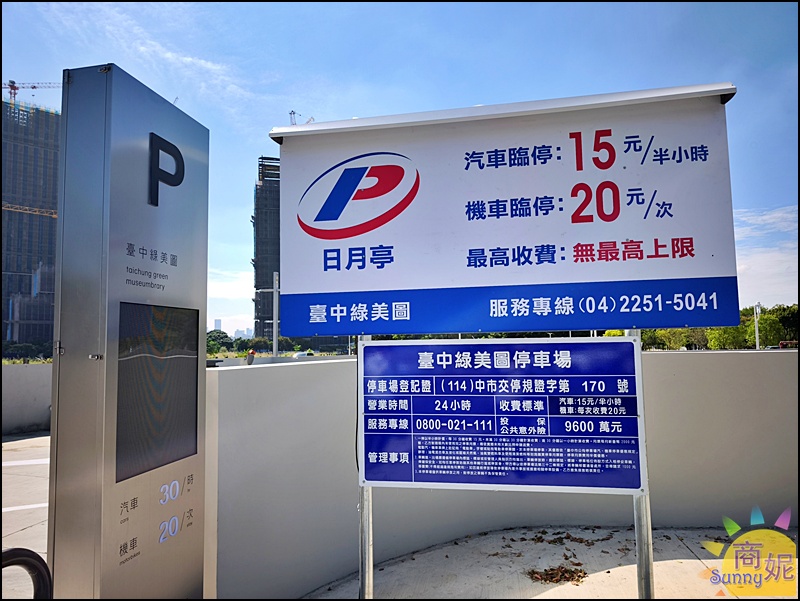 P
臺中綠美圖
taichung green
museumbrary
汽車 30/時
cars
機車 20/次
motorbikes
P
日月亭
汽車臨停：15元/半小時
機車臨停：20元/次
最高收費：無最高上限
臺中綠美圖 服務專線(04)2251-5041
臺中綠美圖停車場
停車場登記證 (114)中市交停規證字第 170 號
營業時間 24小時 收費標準 汽車:15元/半小時
機車:每次收費20元
服務專線 0800-021-111 投保公共意外險 9600 萬元
管理事項
商妮
Sunny